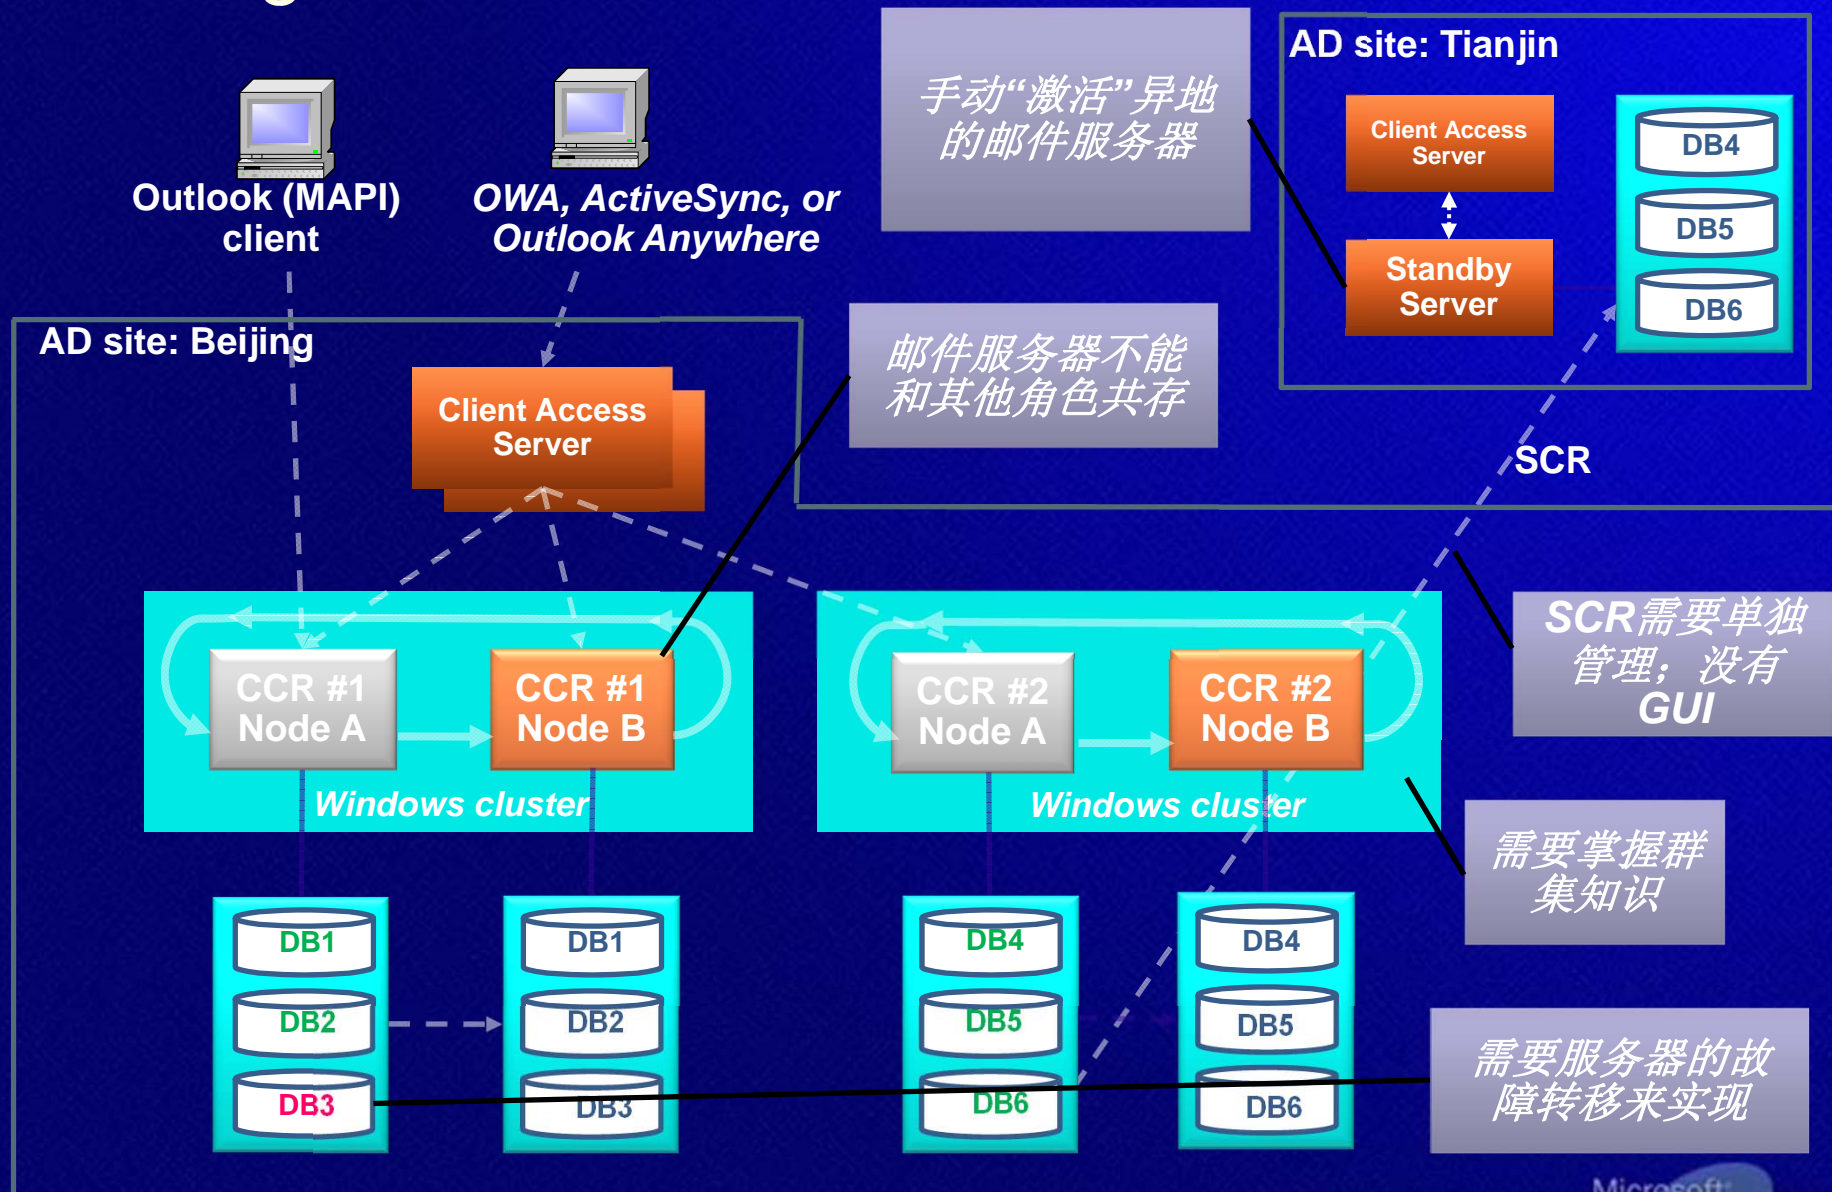 手动“激活”异地
的邮件服务器
AD site: Tianjin
Client Access
Server
DB4
DB5
DB6
Standby
Server
Outlook (MAPI)
client
OWA, ActiveSync, or
Outlook Anywhere
AD site: Beijing
邮件服务器不能
和其他角色共存
Client Access
Server
SCR
SCR需要单独
管理；没有
GUI
CCR #1
Node A
CCR #1
Node B
Windows cluster
CCR #2
Node A
CCR #2
Node B
Windows cluster
需要掌握群
集知识
DB1
DB2
DB3
DB1
DB2
DB3
DB4
DB5
DB6
DB4
DB5
DB6
需要服务器的故
障转移来实现
Microsoft